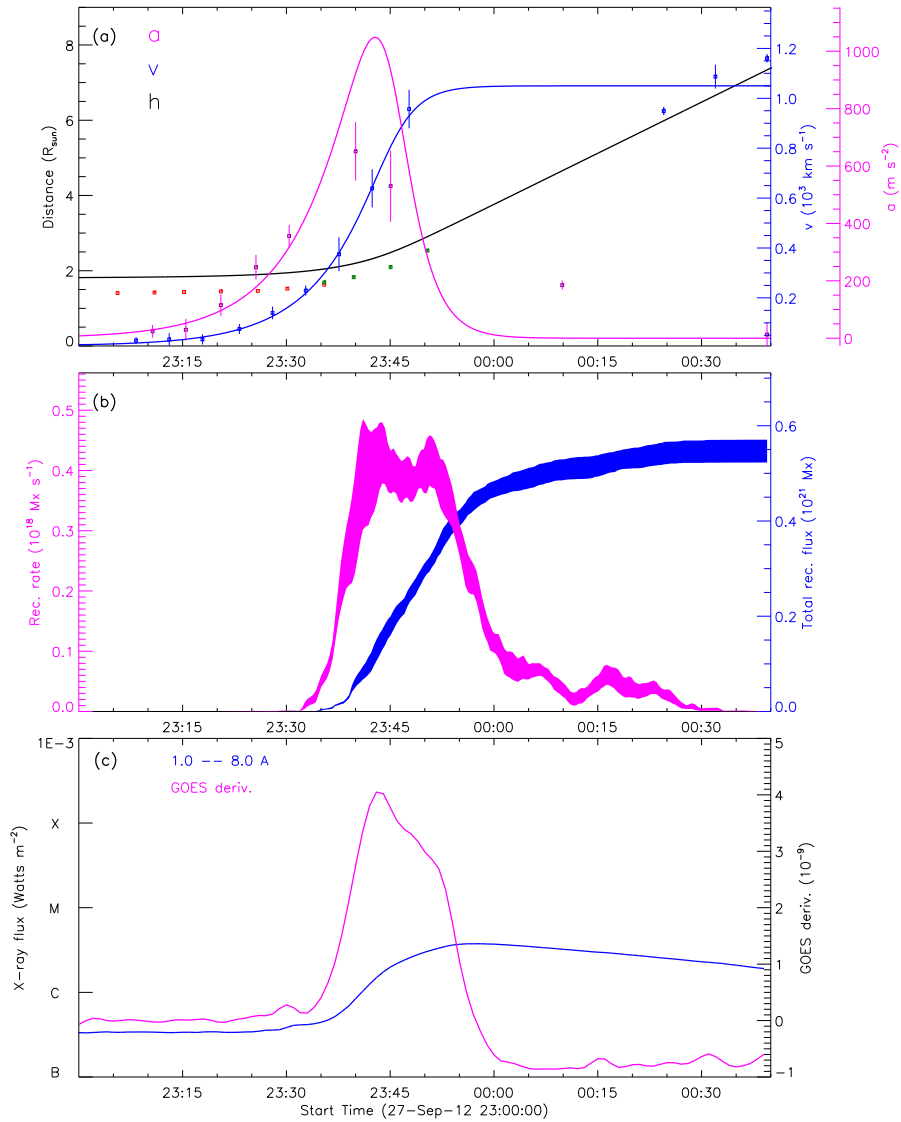 (a)
a
v
h
8
6
4
2
0
Distance (R_sun)
1.2
1.0
0.8
0.6
0.4
0.2
v (10^3 km s^-1)
1000
800
600
400
200
0
a (m s^-2)
23:15 23:30 23:45 00:00 00:15 00:30
(b)
0.5
0.4
0.3
0.2
0.1
0.0
Rec. rate (10^18 Mx s^-1)
0.6
0.4
0.2
0.0
Total rec. flux (10^21 Mx)
23:15 23:30 23:45 00:00 00:15 00:30
(c)
1.0 -- 8.0 A
GOES deriv.
1E-3
X
M
C
B
X-ray flux (Watts m^-2)
5
4
3
2
1
0
-1
GOES deriv. (10^-9)
23:15 23:30 23:45 00:00 00:15 00:30
Start Time (27-Sep-12 23:00:00)